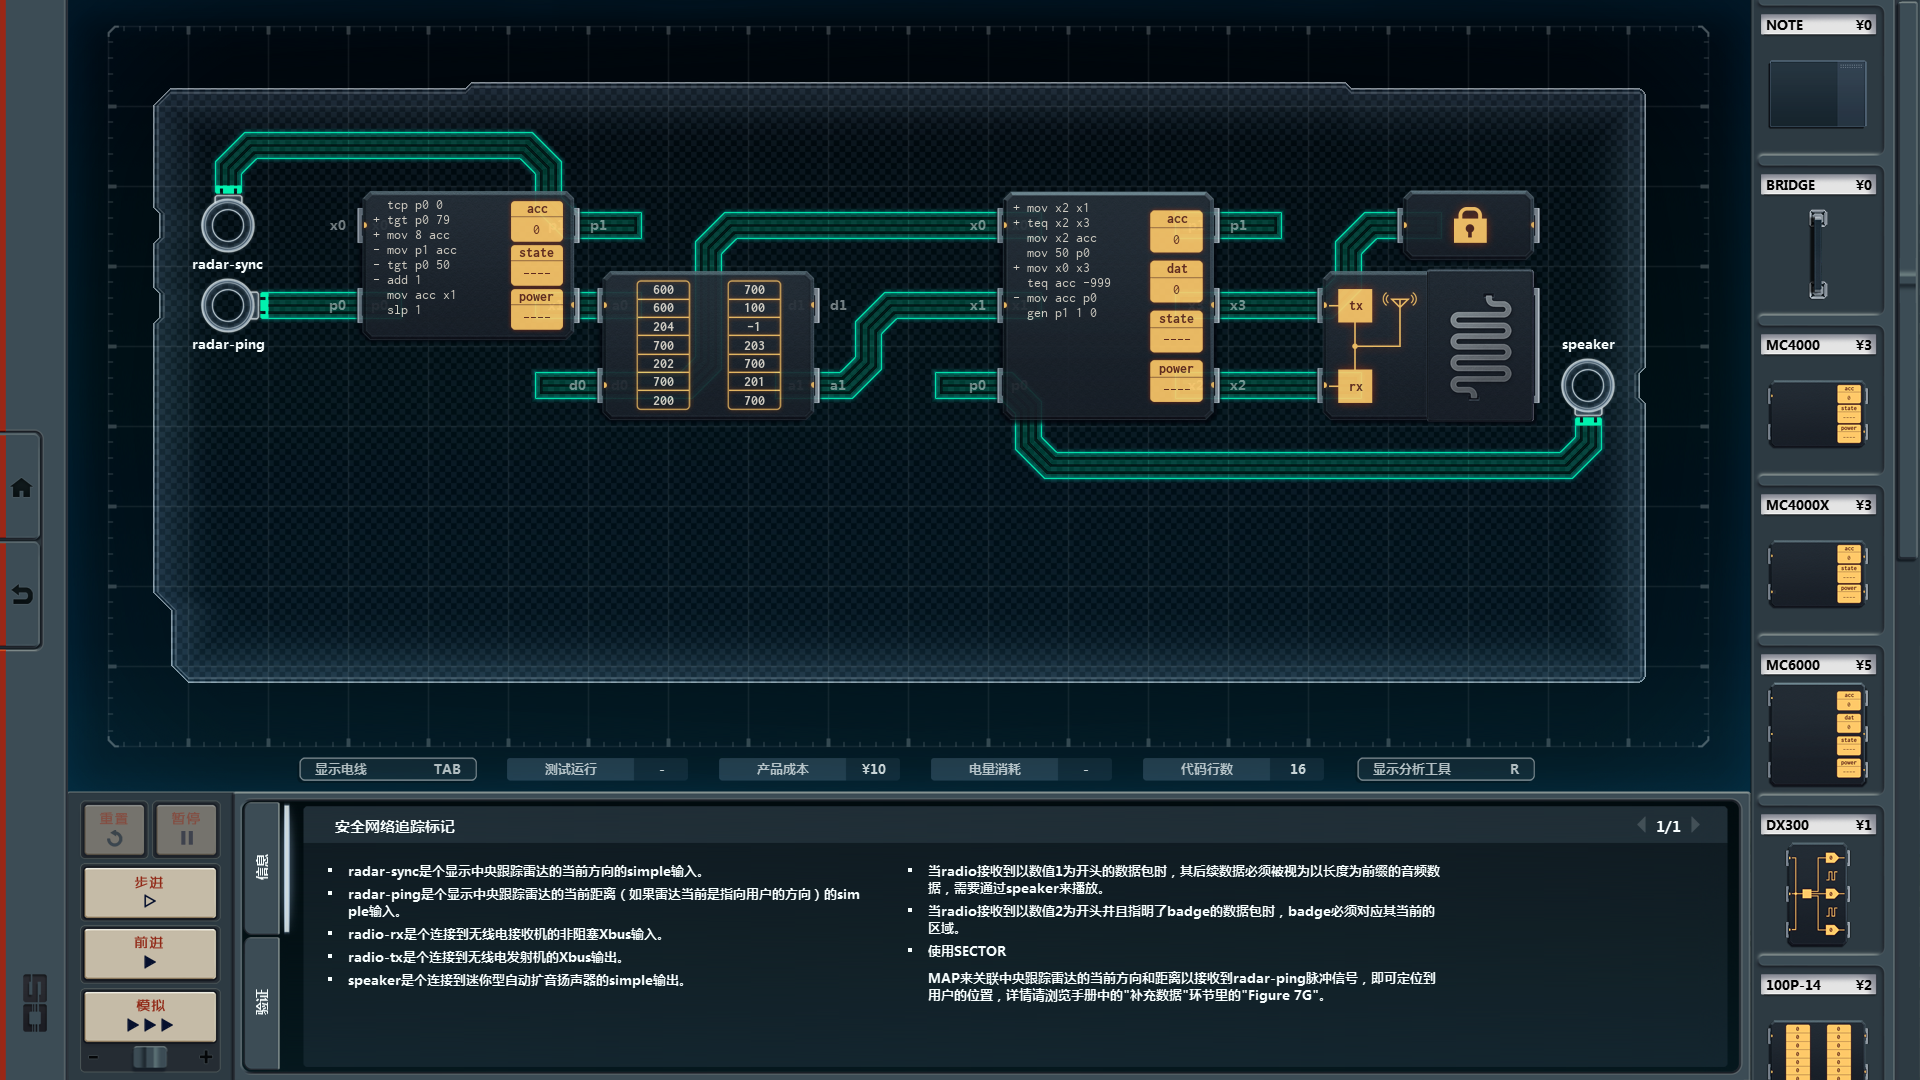 NOTE ¥0
BRIDGE ¥0
MC4000 ¥3
acc
0
state
----
power
----
MC4000X ¥3
acc
0
state
----
power
----
MC6000 ¥5
acc
0
dat
0
state
----
power
----
DX300 ¥1
100P-14 ¥2
radar-sync
radar-ping
x0
p0
p1
tcp p0 0
+ tgt p0 79
+ mov 8 acc
- mov p1 acc
- tgt p0 50
- add 1
mov acc x1
slp 1
acc
0
state
----
power
----
a0
d0
d1
a1
600
600
204
700
202
700
200
700
100
-1
203
700
201
700
x0
x1
p0
+ mov x2 x1
+ teq x2 x3
mov x2 acc
mov 50 p0
+ mov x0 x3
teq acc -999
- mov acc p0
gen p1 1 0
acc
0
dat
0
state
----
power
----
p1
x3
x2
tx
rx
speaker
显示电线 TAB
测试运行 -
产品成本 ¥10
电量消耗 -
代码行数 16
显示分析工具 R
重置
暂停
步进
前进
模拟
- +
信息
验证
安全网络追踪标记
1/1
▪ radar-sync是个显示中央跟踪雷达的当前方向的simple输入。
▪ radar-ping是个显示中央跟踪雷达的当前距离（如果雷达当前是指向用户的方向）的sim
ple输入。
▪ radio-rx是个连接到无线电接收机的非阻塞Xbus输入。
▪ radio-tx是个连接到无线电发射机的Xbus输出。
▪ speaker是个连接到迷你型自动扩音扬声器的simple输出。
▪ 当radio接收到以数值1为开头的数据包时，其后续数据必须被视为以长度为前缀的音频数
据，需要通过speaker来播放。
▪ 当radio接收到以数值2为开头并且指明了badge的数据包时，badge必须对应其当前的
区域。
▪ 使用SECTOR
MAP来关联中央跟踪雷达的当前方向和距离以接收到radar-ping脉冲信号，即可定位到
用户的位置，详情请浏览手册中的"补充数据"环节里的"Figure 7G"。